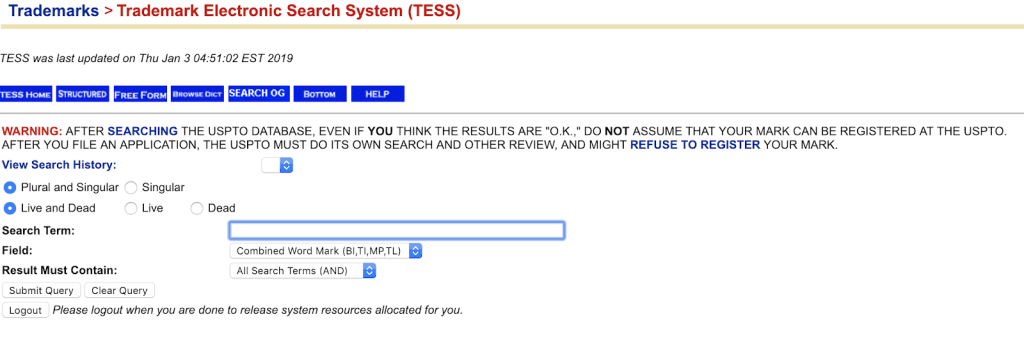 Trademarks > Trademark Electronic Search System (TESS)
TESS was last updated on Thu Jan 3 04:51:02 EST 2019
TESS HOME STRUCTURED FREE FORM BROWSE DICT SEARCH OG BOTTOM HELP
WARNING: AFTER SEARCHING THE USPTO DATABASE, EVEN IF YOU THINK THE RESULTS ARE "O.K.," DO NOT ASSUME THAT YOUR MARK CAN BE REGISTERED AT THE USPTO.
AFTER YOU FILE AN APPLICATION, THE USPTO MUST DO ITS OWN SEARCH AND OTHER REVIEW, AND MIGHT REFUSE TO REGISTER YOUR MARK.
View Search History:
Plural and Singular Singular
Live and Dead Live Dead
Search Term:
Field: Combined Word Mark (BI,TI,MP,TL)
Result Must Contain: All Search Terms (AND)
Submit Query Clear Query
Logout Please logout when you are done to release system resources allocated for you.